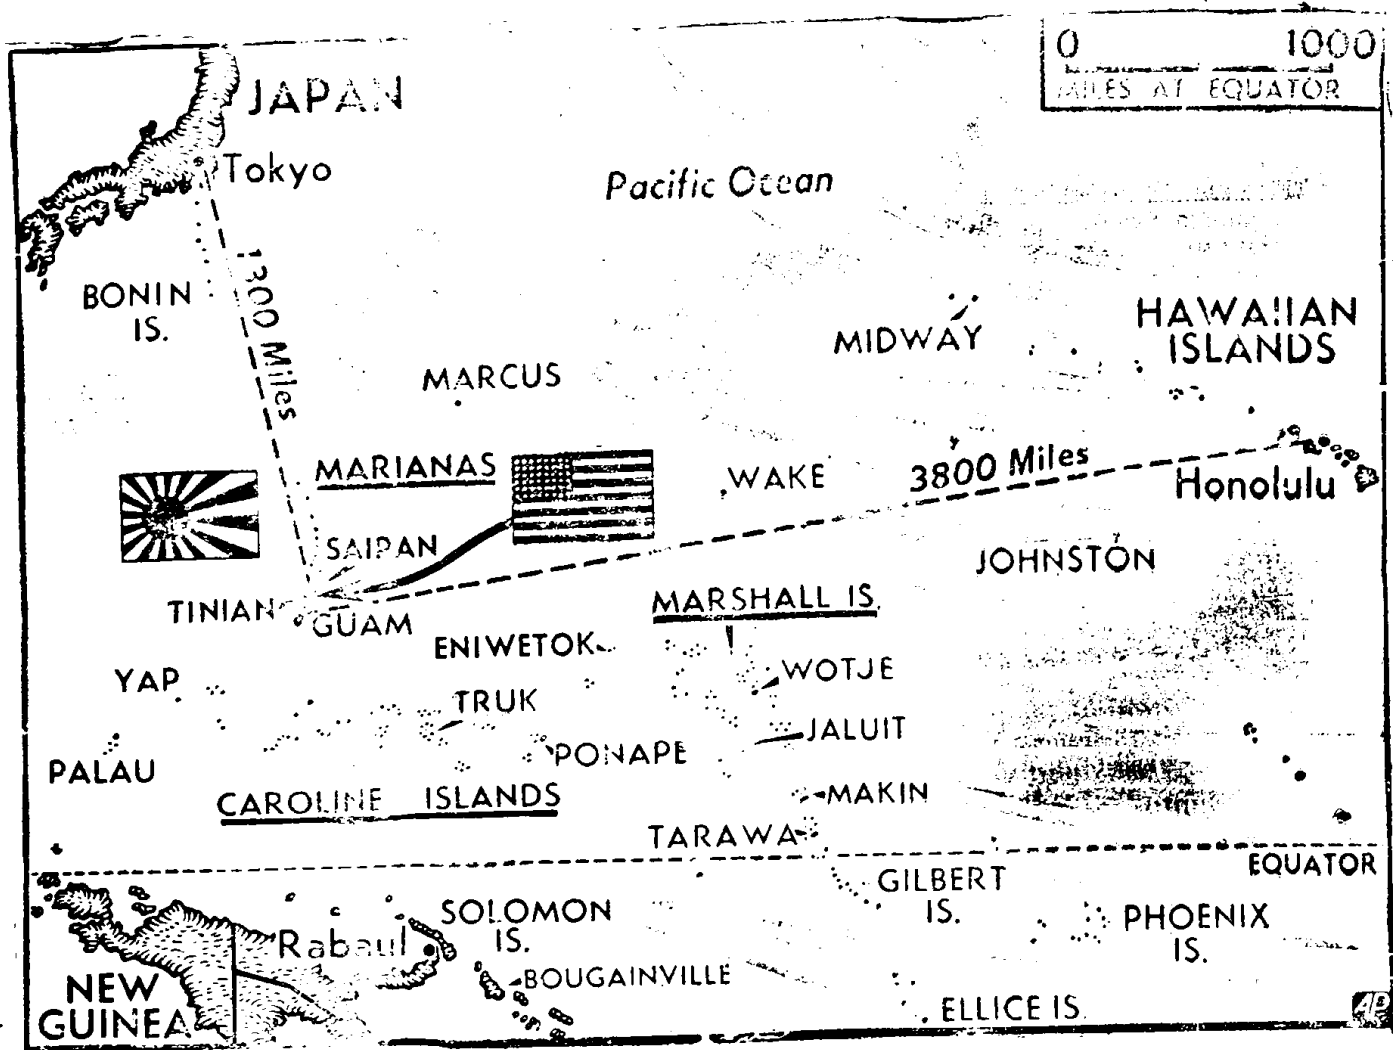 0 1000
MILES AT EQUATOR
JAPAN
Tokyo
Pacific Ocean
1300 Miles
BONIN
IS.
HAWAIIAN
ISLANDS
MIDWAY
MARCUS
MARIANAS
WAKE
3800 Miles
Honolulu
SAIPAN
JOHNSTON
TINIAN
GUAM
MARSHALL IS.
ENIWETOK
WOTJE
YAP
TRUK
JALUIT
PONAPE
PALAU
CAROLINE ISLANDS
MAKIN
TARAWA
EQUATOR
GILBERT
IS.
SOLOMON
IS.
PHOENIX
IS.
Rabaul
BOUGAINVILLE
NEW
GUINEA
ELLICE IS.
AP